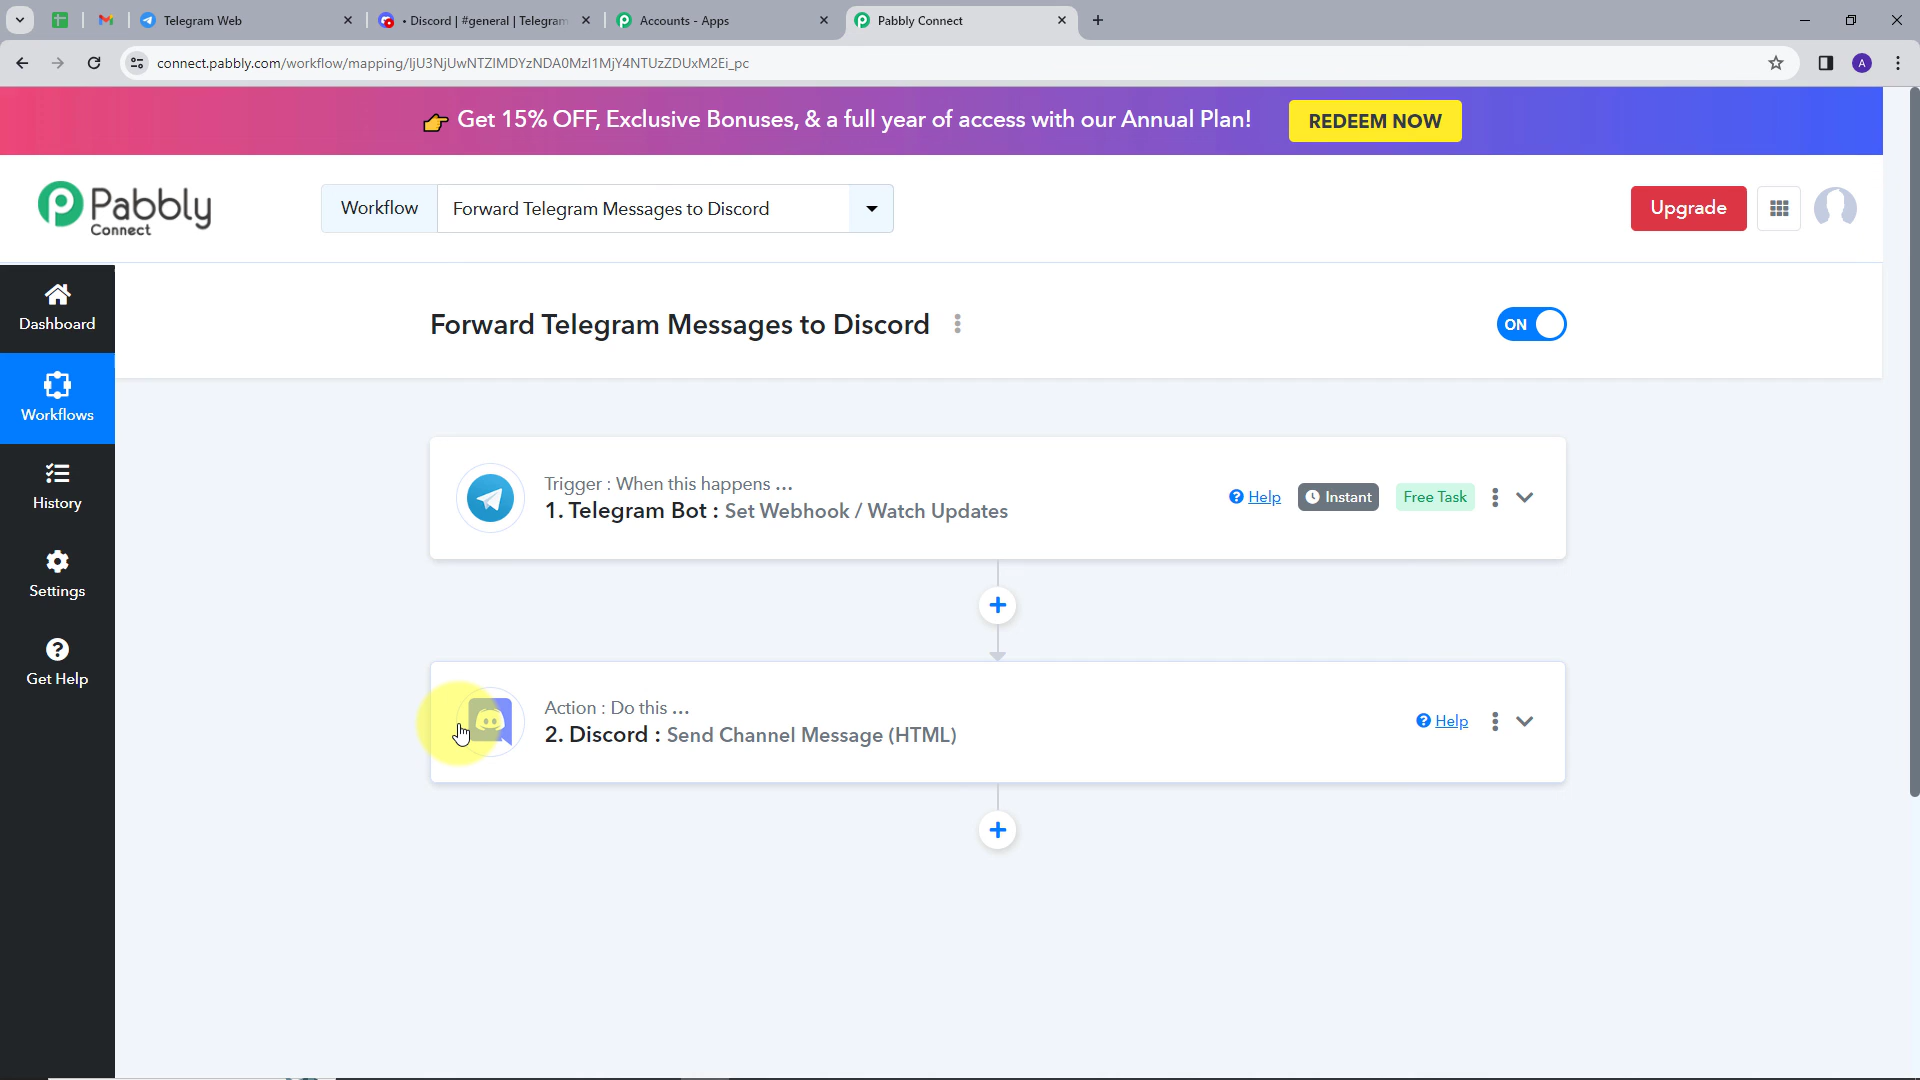 Telegram Web
• Discord | #general | Telegram
Accounts - Apps
Pabbly Connect
connect.pabbly.com/workflow/mapping/IjU3NjUwNTZlMDYzNDA0MzI1MjY4NTUzZDUxM2Ei_pc
A
👉 Get 15% OFF, Exclusive Bonuses, & a full year of access with our Annual Plan!
REDEEM NOW
Pabbly
Connect
Workflow
Forward Telegram Messages to Discord
Upgrade
Dashboard
Workflows
History
Settings
Get Help
Forward Telegram Messages to Discord
ON
Trigger : When this happens ...
1. Telegram Bot : Set Webhook / Watch Updates
Help
Instant
Free Task
Action : Do this ...
2. Discord : Send Channel Message (HTML)
Help